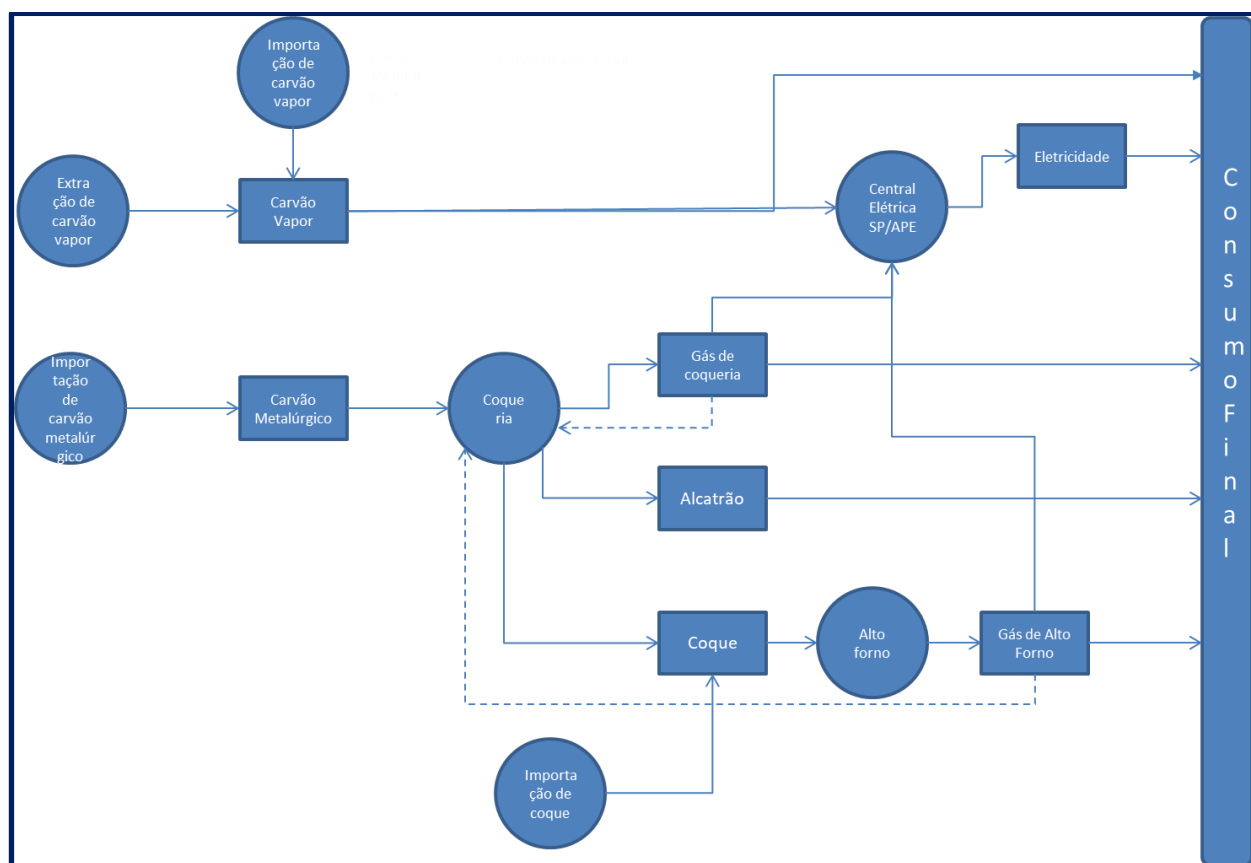 Importa
ção de
carvão
vapor
Extra
ção de
carvão
vapor
Carvão
Vapor
Central
Elétrica
SP/APE
Eletricidade
Impor
tação
de
carvão
metalúr
gico
Carvão
Metalúrgico
Coque
ria
Gás de
coqueria
Alcatrão
Coque
Alto
forno
Gás de Alto
Forno
Importa
ção de
coque
C
o
n
s
u
m
o
F
i
n
a
l